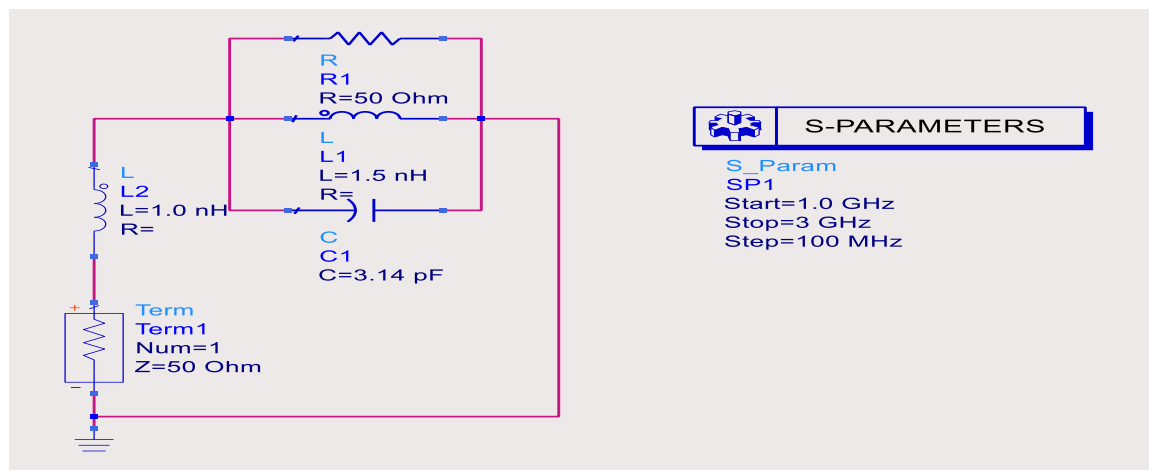 R
R1
R=50 Ohm
L
L1
L=1.5 nH
R=
C
C1
C=3.14 pF
L
L2
L=1.0 nH
R=
+
Term
Term1
Num=1
Z=50 Ohm
−
S-PARAMETERS
S_Param
SP1
Start=1.0 GHz
Stop=3 GHz
Step=100 MHz